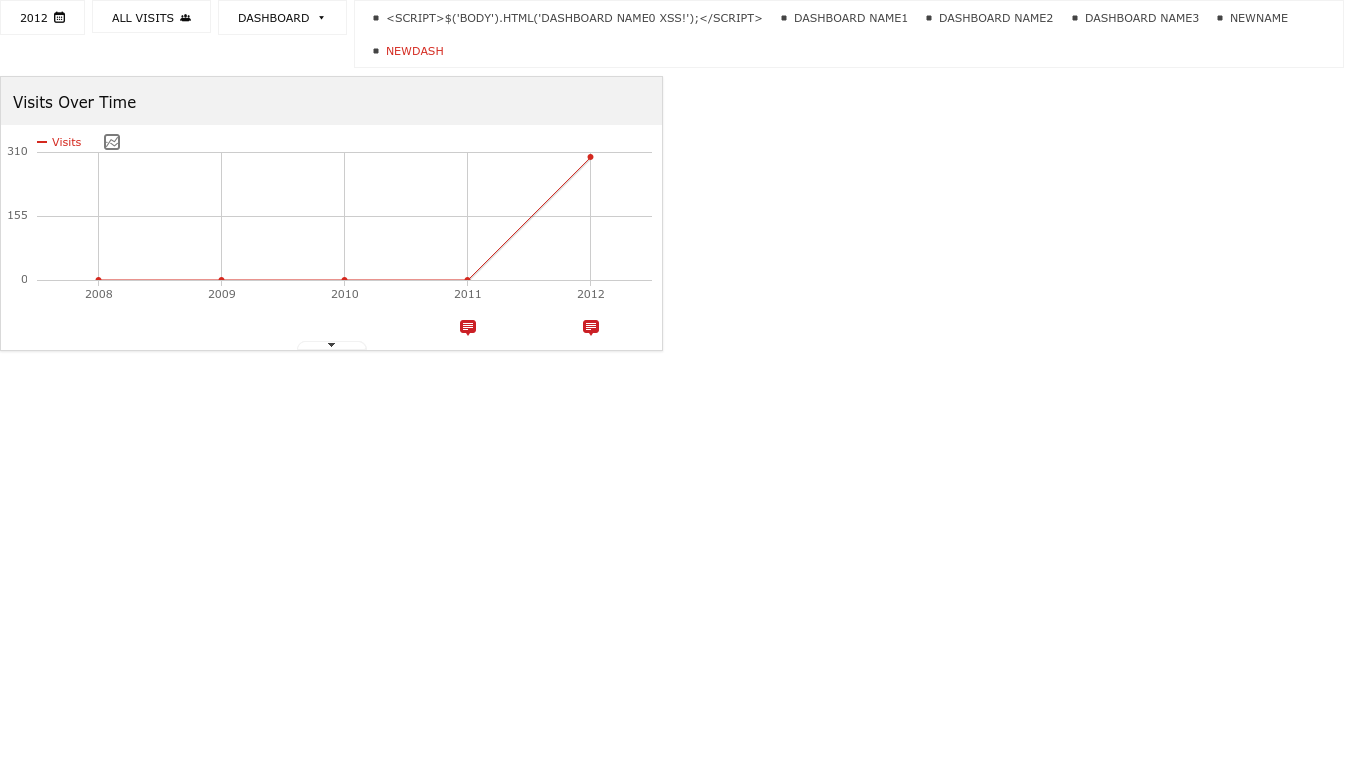 2012 ALL VISITS DASHBOARD <SCRIPT>$('BODY').HTML('DASHBOARD NAME0 XSS!');</SCRIPT> DASHBOARD NAME1 DASHBOARD NAME2 DASHBOARD NAME3 NEWNAME
NEWDASH
Visits Over Time
Visits
310
155
0
2008 2009 2010 2011 2012